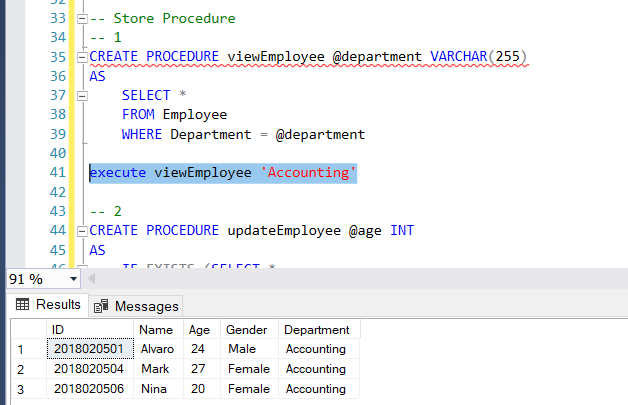 32
33 -- Store Procedure
34 -- 1
35 CREATE PROCEDURE viewEmployee @department VARCHAR(255)
36 AS
37 SELECT *
38 FROM Employee
39 WHERE Department = @department
40
41 execute viewEmployee 'Accounting'
42
43 -- 2
44 CREATE PROCEDURE updateEmployee @age INT
45 AS
46 IF EXISTS (SELECT *
91 %
Results Messages
ID Name Age Gender Department
1 2018020501 Alvaro 24 Male Accounting
2 2018020504 Mark 27 Female Accounting
3 2018020506 Nina 20 Female Accounting